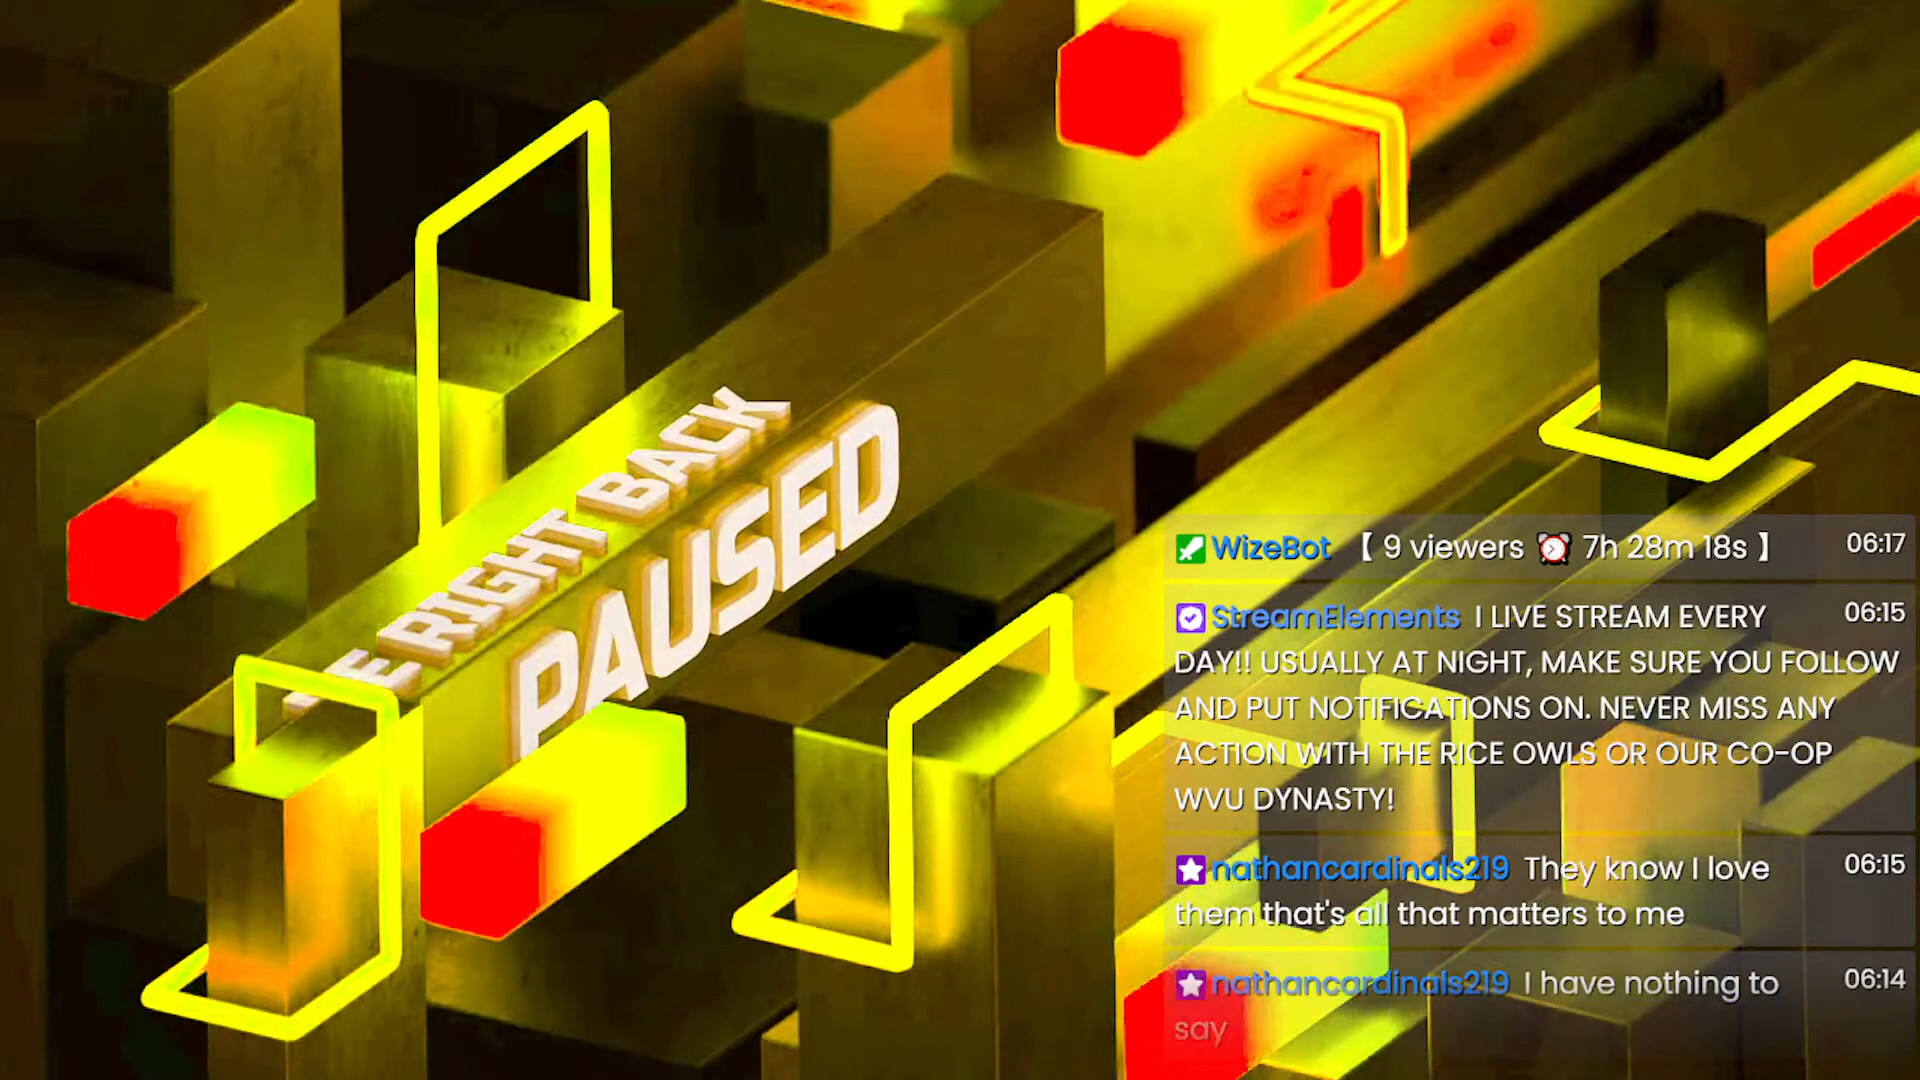 BE RIGHT BACK
PAUSED
WizeBot 【 9 viewers ⏰ 7h 28m 18s 】 06:17
StreamElements I LIVE STREAM EVERY 06:15
DAY!! USUALLY AT NIGHT, MAKE SURE YOU FOLLOW
AND PUT NOTIFICATIONS ON. NEVER MISS ANY
ACTION WITH THE RICE OWLS OR OUR CO-OP
WVU DYNASTY!
nathancardinals219 They know I love 06:15
them that's all that matters to me
nathancardinals219 I have nothing to 06:14
say